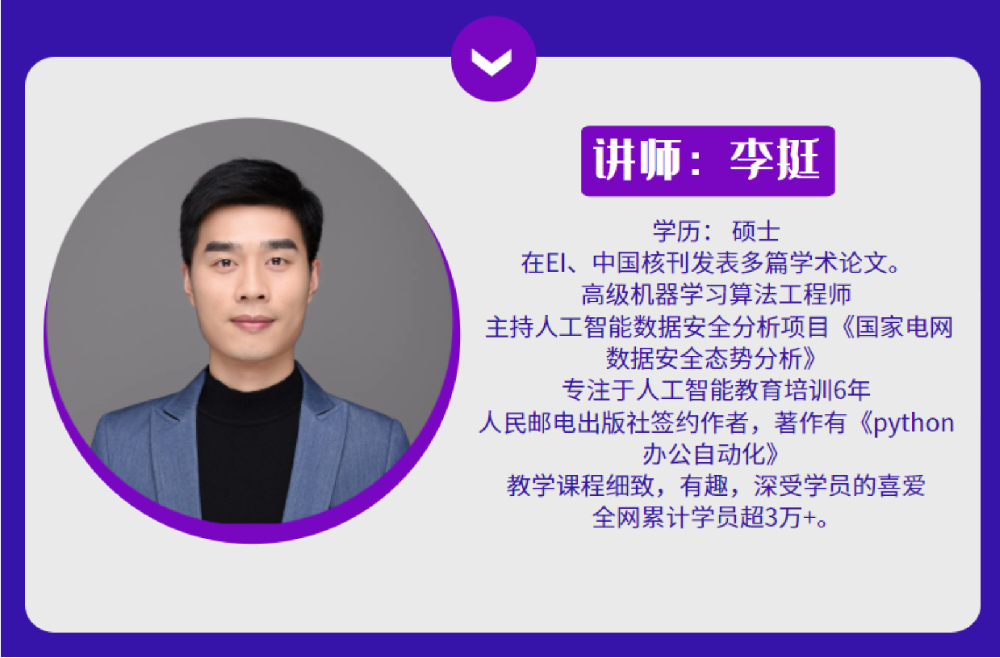 讲师：李挺
学历： 硕士
在EI、中国核刊发表多篇学术论文。
高级机器学习算法工程师
主持人工智能数据安全分析项目《国家电网
数据安全态势分析》
专注于人工智能教育培训6年
人民邮电出版社签约作者，著作有《python
办公自动化》
教学课程细致，有趣，深受学员的喜爱
全网累计学员超3万+。